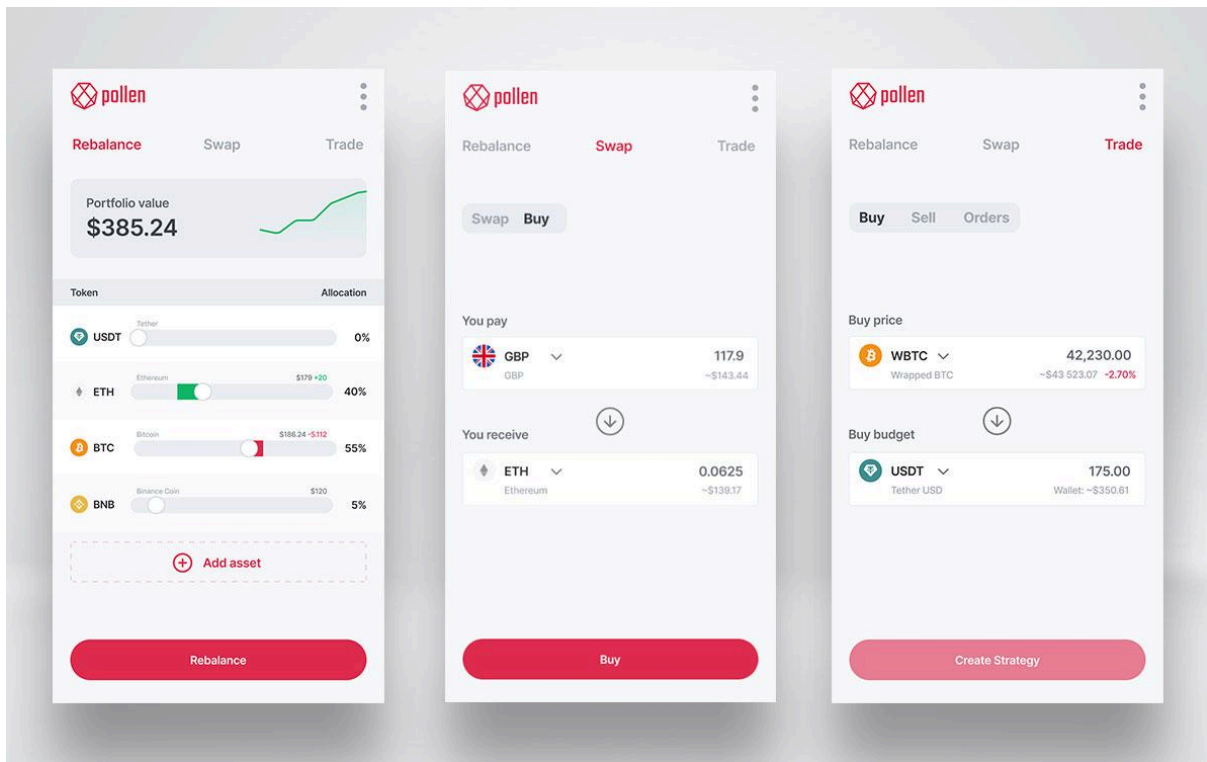 pollen
Rebalance Swap Trade
Portfolio value
$385.24
Token Allocation
Tether
USDT 0%
Ethereum $179 +20
ETH 40%
Bitcoin $186.24 -5.112
BTC 55%
Binance Coin $120
BNB 5%
Add asset
Rebalance
pollen
Rebalance Swap Trade
Swap Buy
You pay
GBP 117.9
GBP ~$143.44
You receive
ETH 0.0625
Ethereum ~$139.17
Buy
pollen
Rebalance Swap Trade
Buy Sell Orders
Buy price
WBTC 42,230.00
Wrapped BTC ~$43 523.07 -2.70%
Buy budget
USDT 175.00
Tether USD Wallet: ~$350.61
Create Strategy